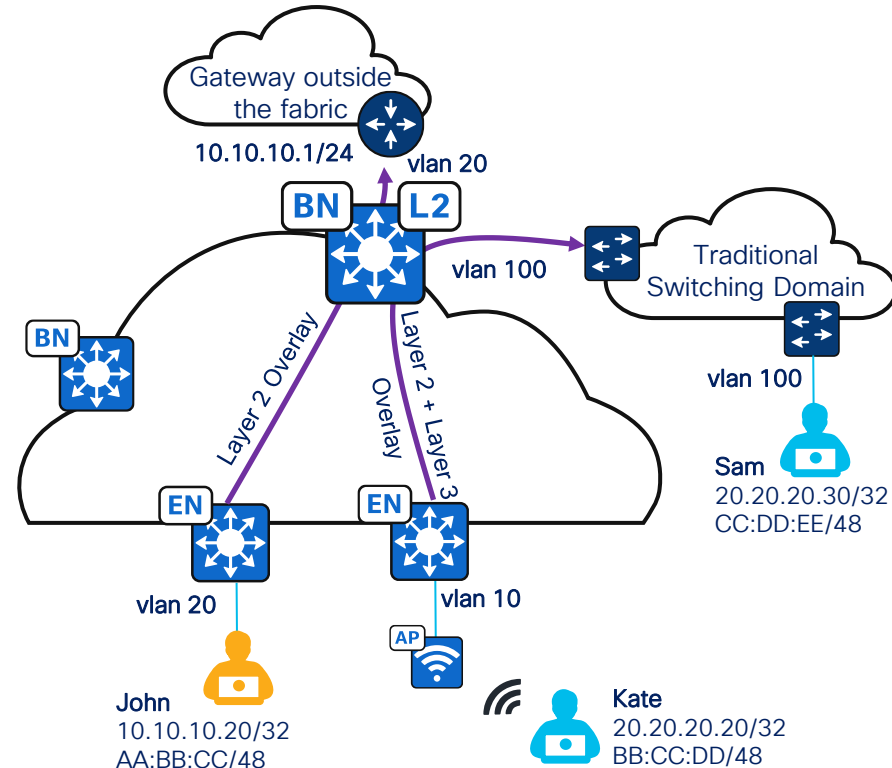 Gateway outside
the fabric
10.10.10.1/24
vlan 20
BN
L2
vlan 100
Traditional
Switching Domain
BN
Layer 2 Overlay
Layer 2 + Layer 3
Overlay
vlan 100
Sam
20.20.20.30/32
CC:DD:EE/48
EN
EN
vlan 20
vlan 10
AP
John
10.10.10.20/32
AA:BB:CC/48
Kate
20.20.20.20/32
BB:CC:DD/48